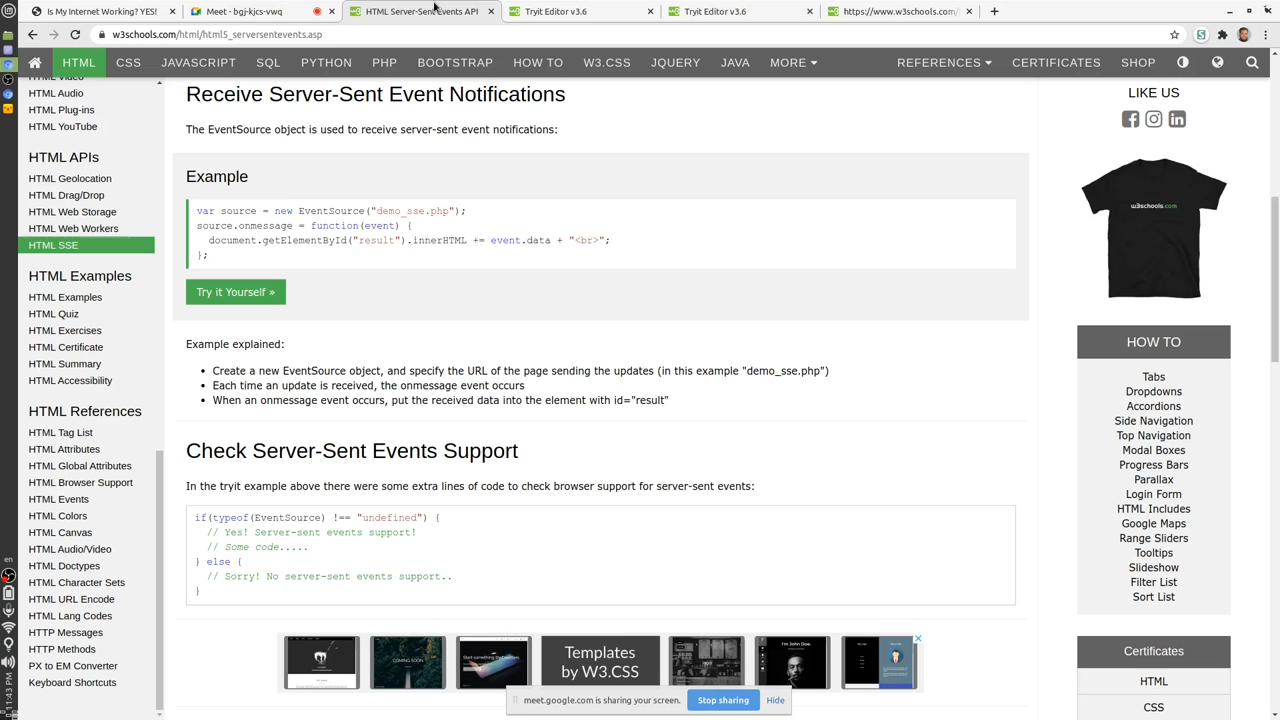 Is My Internet Working? YES!
Meet - bgj-kjcs-vwq
HTML Server-Sent Events API
Tryit Editor v3.6
Tryit Editor v3.6
https://www.w3schools.com/
w3schools.com/html/html5_serversentevents.asp
HTML
CSS
JAVASCRIPT
SQL
PYTHON
PHP
BOOTSTRAP
HOW TO
W3.CSS
JQUERY
JAVA
MORE
REFERENCES
CERTIFICATES
SHOP
HTML Video
HTML Audio
HTML Plug-ins
HTML YouTube
HTML APIs
HTML Geolocation
HTML Drag/Drop
HTML Web Storage
HTML Web Workers
HTML SSE
HTML Examples
HTML Examples
HTML Quiz
HTML Exercises
HTML Certificate
HTML Summary
HTML Accessibility
HTML References
HTML Tag List
HTML Attributes
HTML Global Attributes
HTML Browser Support
HTML Events
HTML Colors
HTML Canvas
HTML Audio/Video
HTML Doctypes
HTML Character Sets
HTML URL Encode
HTML Lang Codes
HTTP Messages
HTTP Methods
PX to EM Converter
Keyboard Shortcuts
Receive Server-Sent Event Notifications
The EventSource object is used to receive server-sent event notifications:
Example
var source = new EventSource("demo_sse.php");
source.onmessage = function(event) {
document.getElementById("result").innerHTML += event.data + "<br>";
};
Try it Yourself »
Example explained:
• Create a new EventSource object, and specify the URL of the page sending the updates (in this example "demo_sse.php")
• Each time an update is received, the onmessage event occurs
• When an onmessage event occurs, put the received data into the element with id="result"
Check Server-Sent Events Support
In the tryit example above there were some extra lines of code to check browser support for server-sent events:
if(typeof(EventSource) !== "undefined") {
// Yes! Server-sent events support!
// Some code.....
} else {
// Sorry! No server-sent events support..
}
COMING SOON
Start something
Templates
by W3.CSS
I'm John Doe.
meet.google.com is sharing your screen.
Stop sharing
Hide
LIKE US
w3schools.com
HOW TO
Tabs
Dropdowns
Accordions
Side Navigation
Top Navigation
Modal Boxes
Progress Bars
Parallax
Login Form
HTML Includes
Google Maps
Range Sliders
Tooltips
Slideshow
Filter List
Sort List
Certificates
HTML
CSS
en
11:43 PM